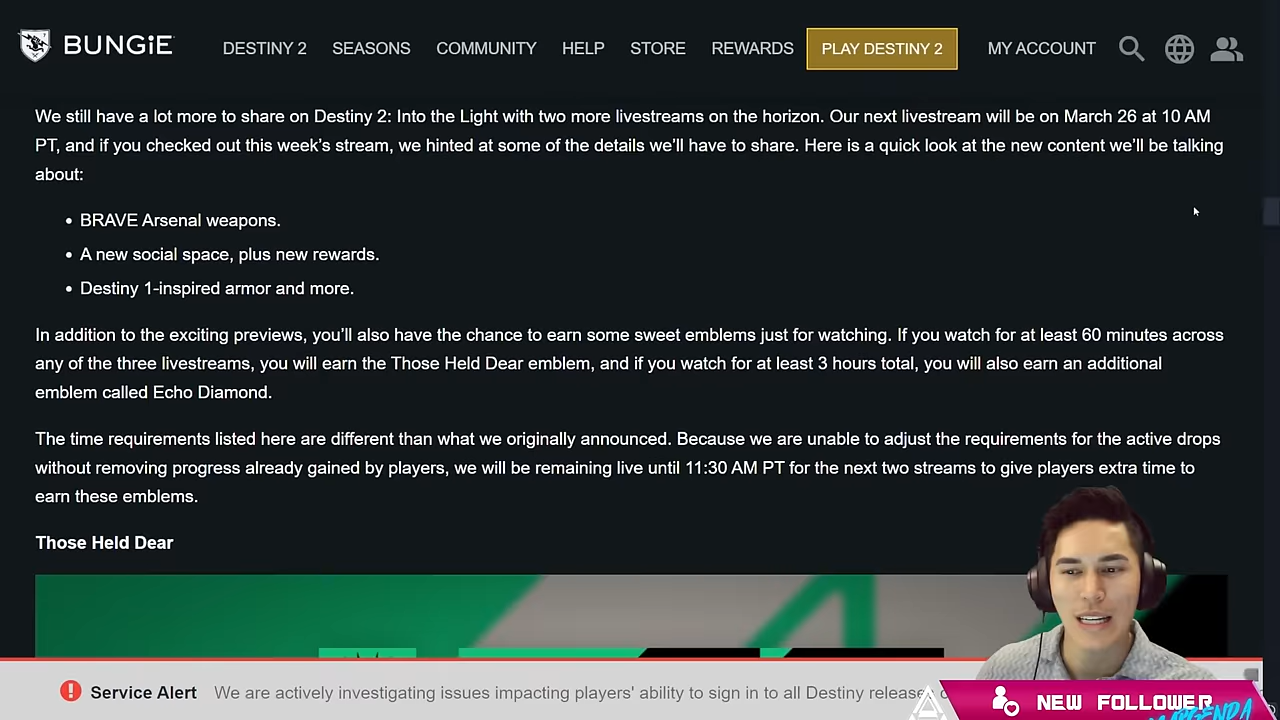 BUNGiE DESTINY 2 SEASONS COMMUNITY HELP STORE REWARDS PLAY DESTINY 2 MY ACCOUNT
We still have a lot more to share on Destiny 2: Into the Light with two more livestreams on the horizon. Our next livestream will be on March 26 at 10 AM
PT, and if you checked out this week’s stream, we hinted at some of the details we’ll have to share. Here is a quick look at the new content we’ll be talking
about:
• BRAVE Arsenal weapons.
• A new social space, plus new rewards.
• Destiny 1-inspired armor and more.
In addition to the exciting previews, you’ll also have the chance to earn some sweet emblems just for watching. If you watch for at least 60 minutes across
any of the three livestreams, you will earn the Those Held Dear emblem, and if you watch for at least 3 hours total, you will also earn an additional
emblem called Echo Diamond.
The time requirements listed here are different than what we originally announced. Because we are unable to adjust the requirements for the active drops
without removing progress already gained by players, we will be remaining live until 11:30 AM PT for the next two streams to give players extra time to
earn these emblems.
Those Held Dear
Service Alert We are actively investigating issues impacting players' ability to sign in to all Destiny
NEW FOLLOWER